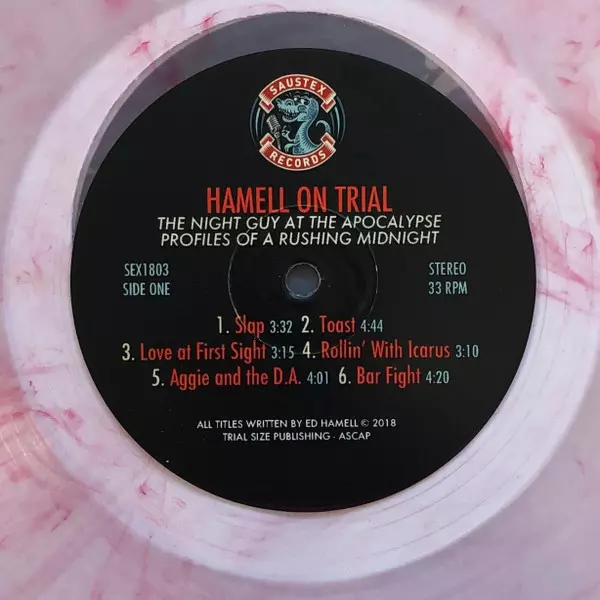 SAUSTEX
RECORDS
HAMELL ON TRIAL
THE NIGHT GUY AT THE APOCALYPSE
PROFILES OF A RUSHING MIDNIGHT
SEX1803
SIDE ONE
STEREO
33 RPM
1. Slap 3:32 2. Toast 4:44
3. Love at First Sight 3:15 4. Rollin' With Icarus 3:10
5. Aggie and the D.A. 4:01 6. Bar Fight 4:20
ALL TITLES WRITTEN BY ED HAMELL © 2018
TRIAL SIZE PUBLISHING - ASCAP